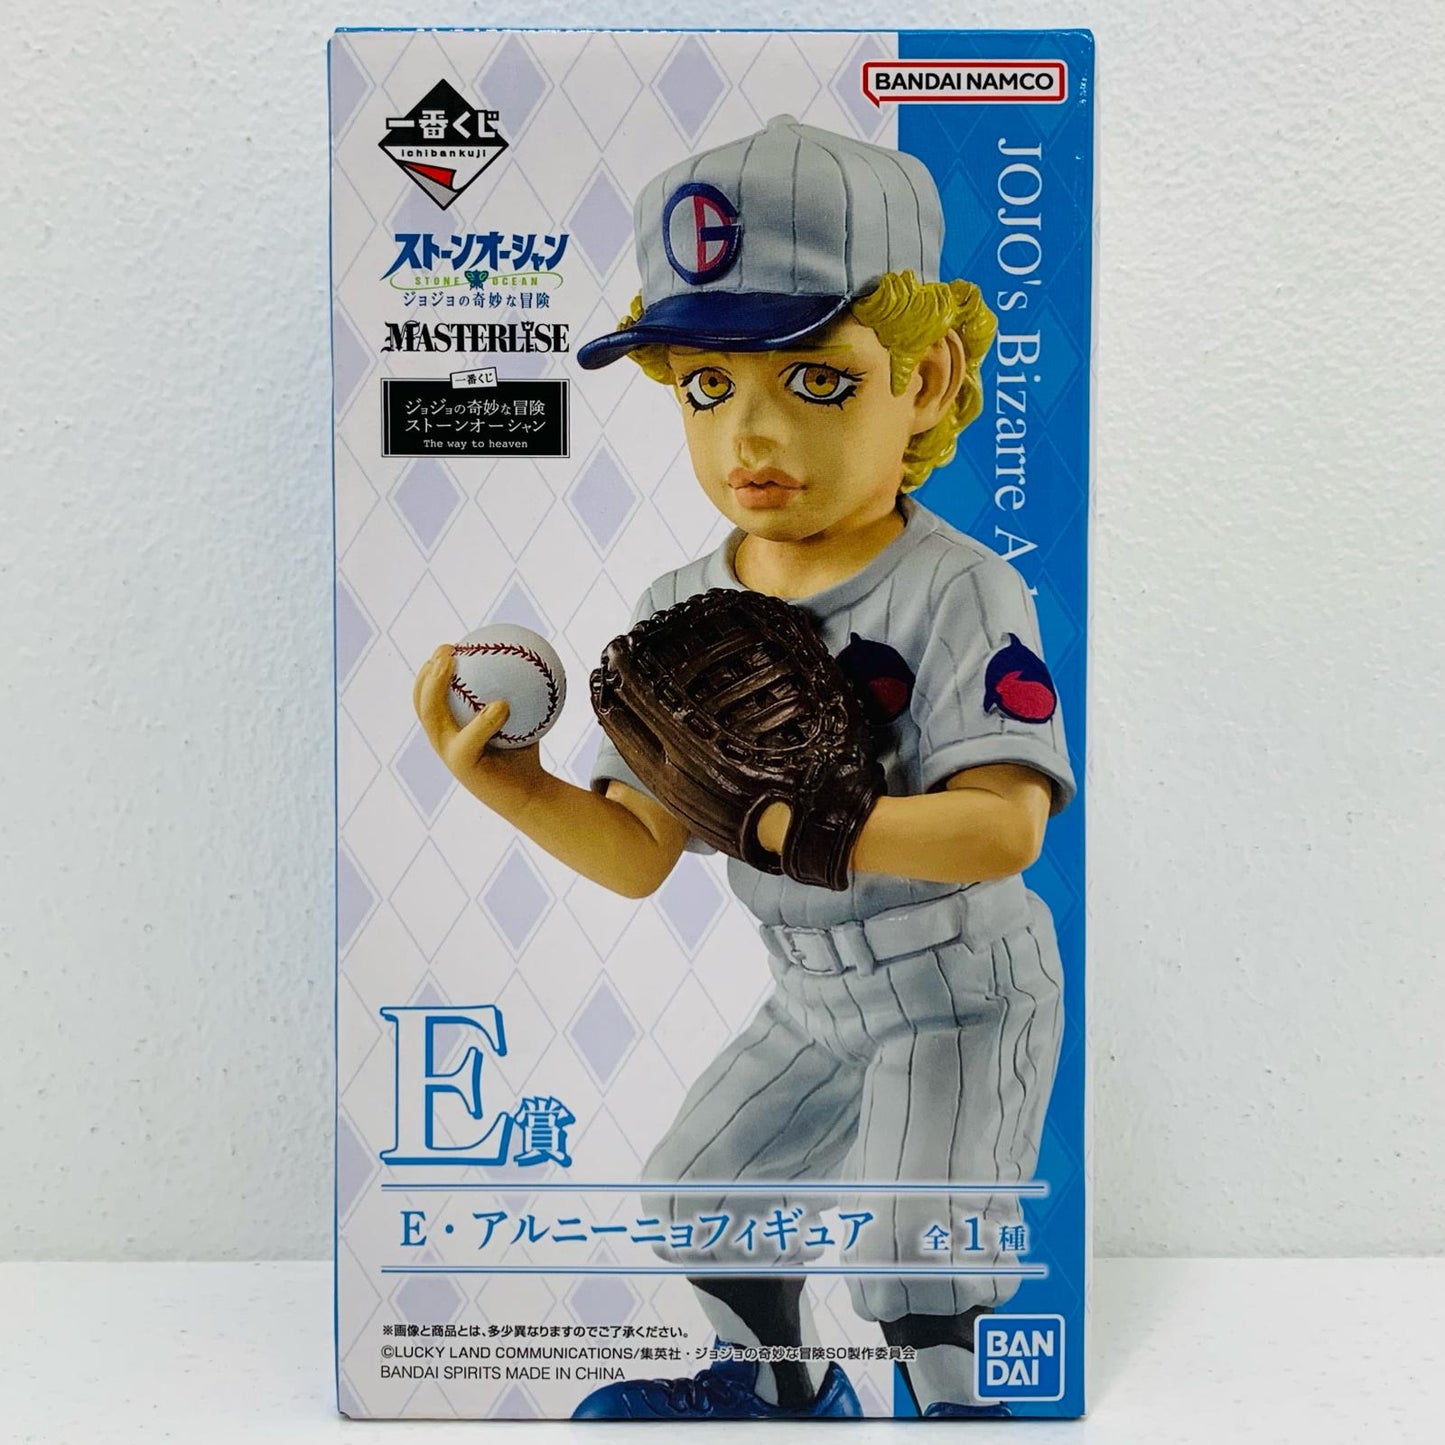 BANDAI NAMCO
一番くじ
ichibankuji
ストーンオーシャン
STONE OCEAN
ジョジョの奇妙な冒険
MASTERLISE
一番くじ
ジョジョの奇妙な冒険
ストーンオーシャン
The way to heaven
JOJO's Bizarre A
E賞
E・アルニーニョフィギュア 全1種
※画像と商品とは、多少異なりますのでご了承ください。
©LUCKY LAND COMMUNICATIONS/集英社・ジョジョの奇妙な冒険SO製作委員会
BANDAI SPIRITS MADE IN CHINA
BAN
DAI